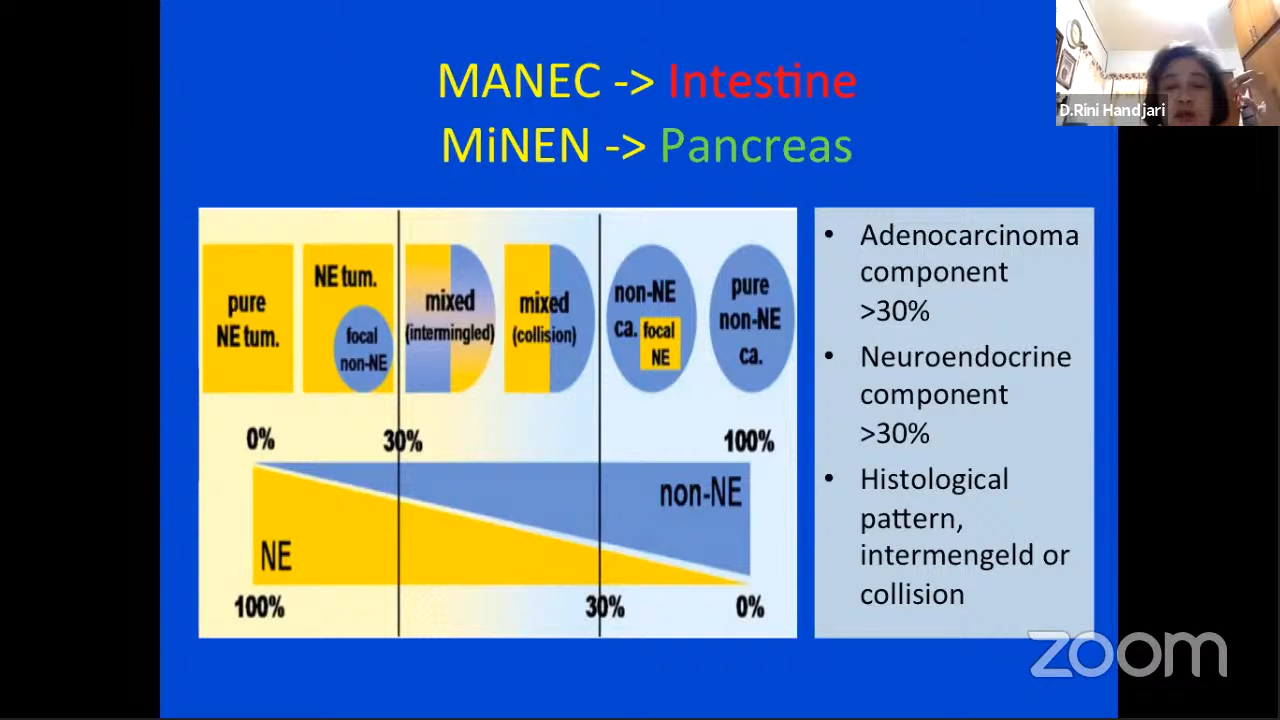 MANEC -> Intestine
MiNEN -> Pancreas
D.Rini Handjari
pure
NE tum.
NE tum.
focal
non-NE
mixed
(intermingled)
mixed
(collision)
non-NE
ca. focal
NE
pure
non-NE
ca.
0%
30%
100%
non-NE
NE
100%
30%
0%
• Adenocarcinoma
component
>30%
• Neuroendocrine
component
>30%
• Histological
pattern,
intermengeld or
collision
zoom